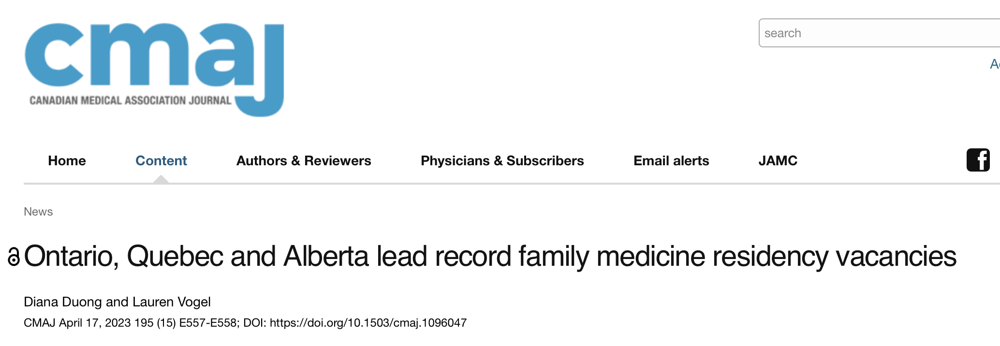 cmaj
CANADIAN MEDICAL ASSOCIATION JOURNAL
search
Home Content Authors & Reviewers Physicians & Subscribers Email alerts JAMC
News
Ontario, Quebec and Alberta lead record family medicine residency vacancies
Diana Duong and Lauren Vogel
CMAJ April 17, 2023 195 (15) E557-E558; DOI: https://doi.org/10.1503/cmaj.1096047